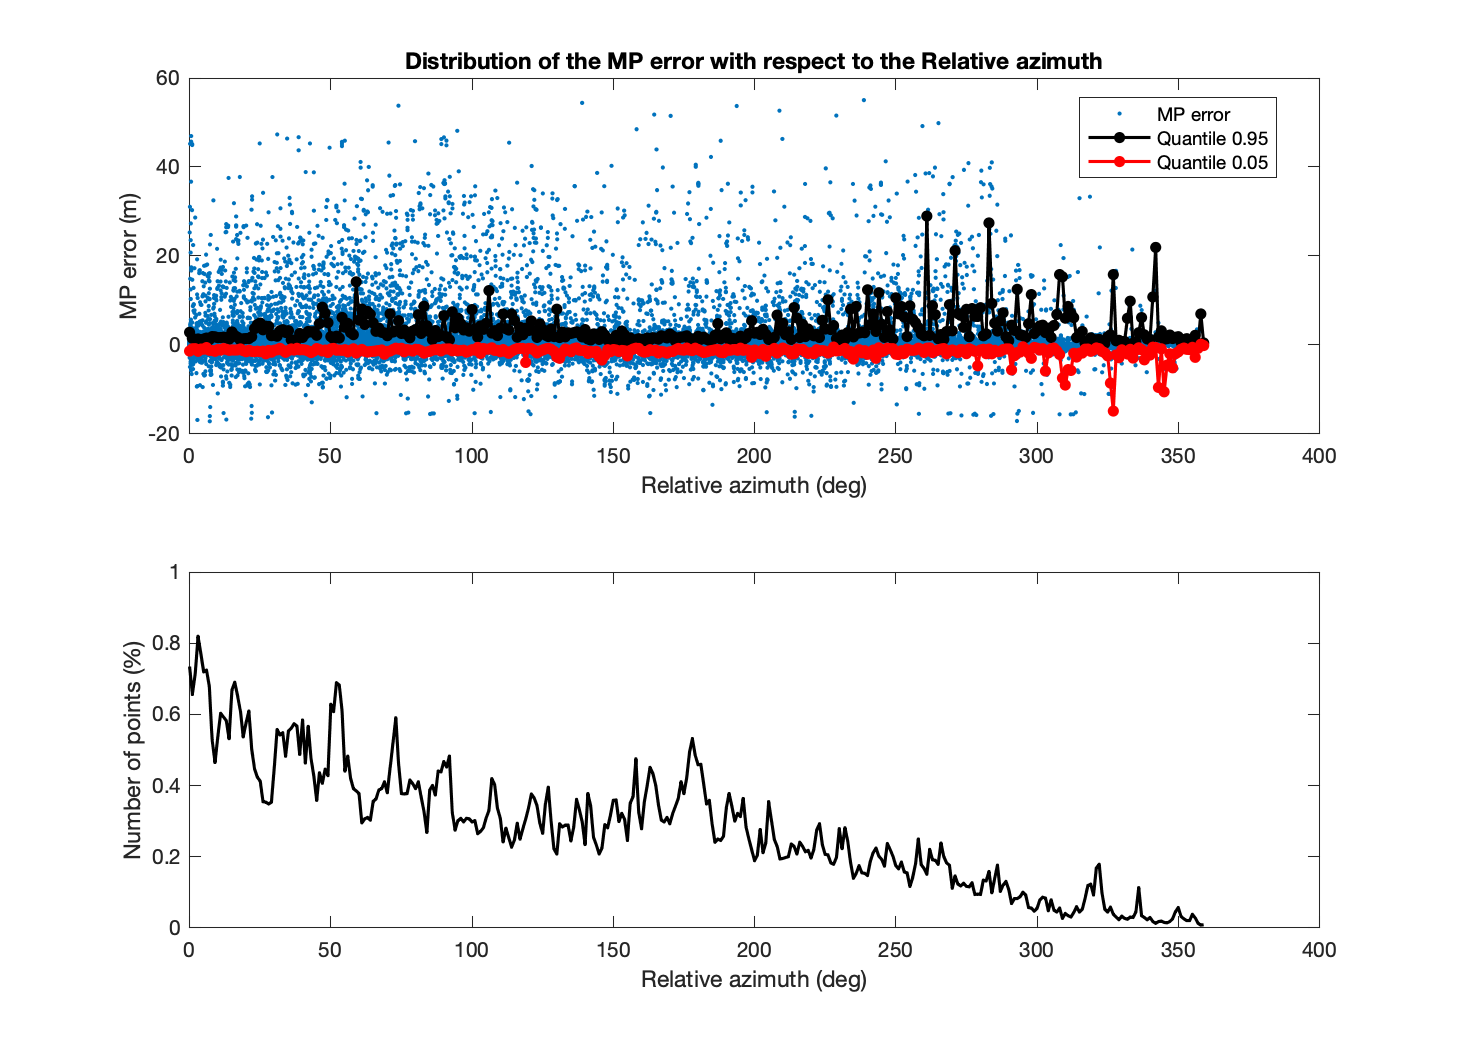 Distribution of the MP error with respect to the Relative azimuth
60
40
20
0
-20
MP error (m)
MP error
Quantile 0.95
Quantile 0.05
0 50 100 150 200 250 300 350 400
Relative azimuth (deg)
1
0.8
0.6
0.4
0.2
0
Number of points (%)
0 50 100 150 200 250 300 350 400
Relative azimuth (deg)